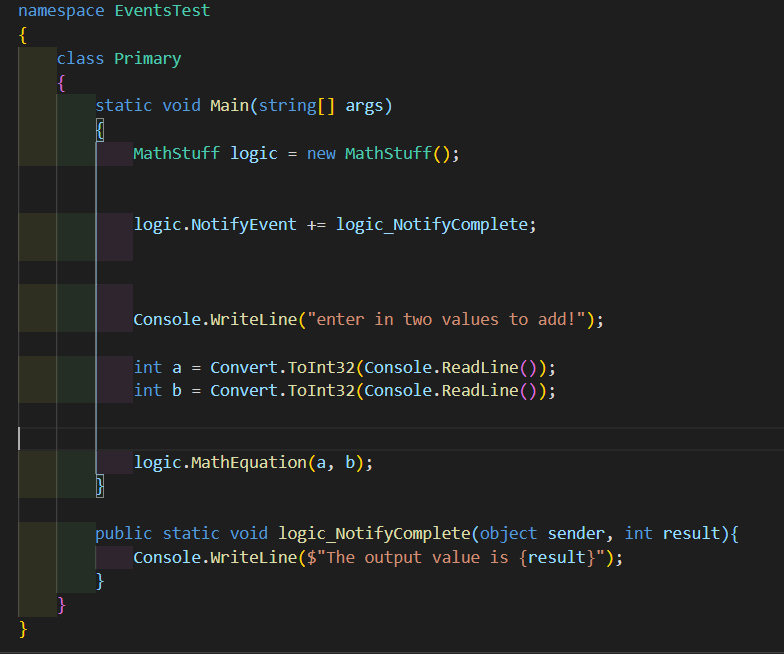 namespace EventsTest
{
class Primary
{
static void Main(string[] args)
{
MathStuff logic = new MathStuff();
logic.NotifyEvent += logic_NotifyComplete;
Console.WriteLine("enter in two values to add!");
int a = Convert.ToInt32(Console.ReadLine());
int b = Convert.ToInt32(Console.ReadLine());
logic.MathEquation(a, b);
}
public static void logic_NotifyComplete(object sender, int result){
Console.WriteLine($"The output value is {result}");
}
}
}